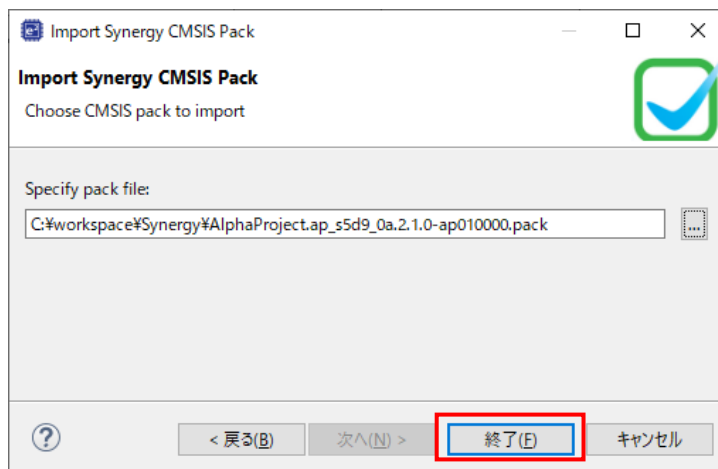 Import Synergy CMSIS Pack
Import Synergy CMSIS Pack
Choose CMSIS pack to import
Specify pack file:
C:¥workspace¥Synergy¥AlphaProject.ap_s5d9_0a.2.1.0-ap010000.pack
...
< 戻る(B) 次へ(N) > 終了(F) キャンセル